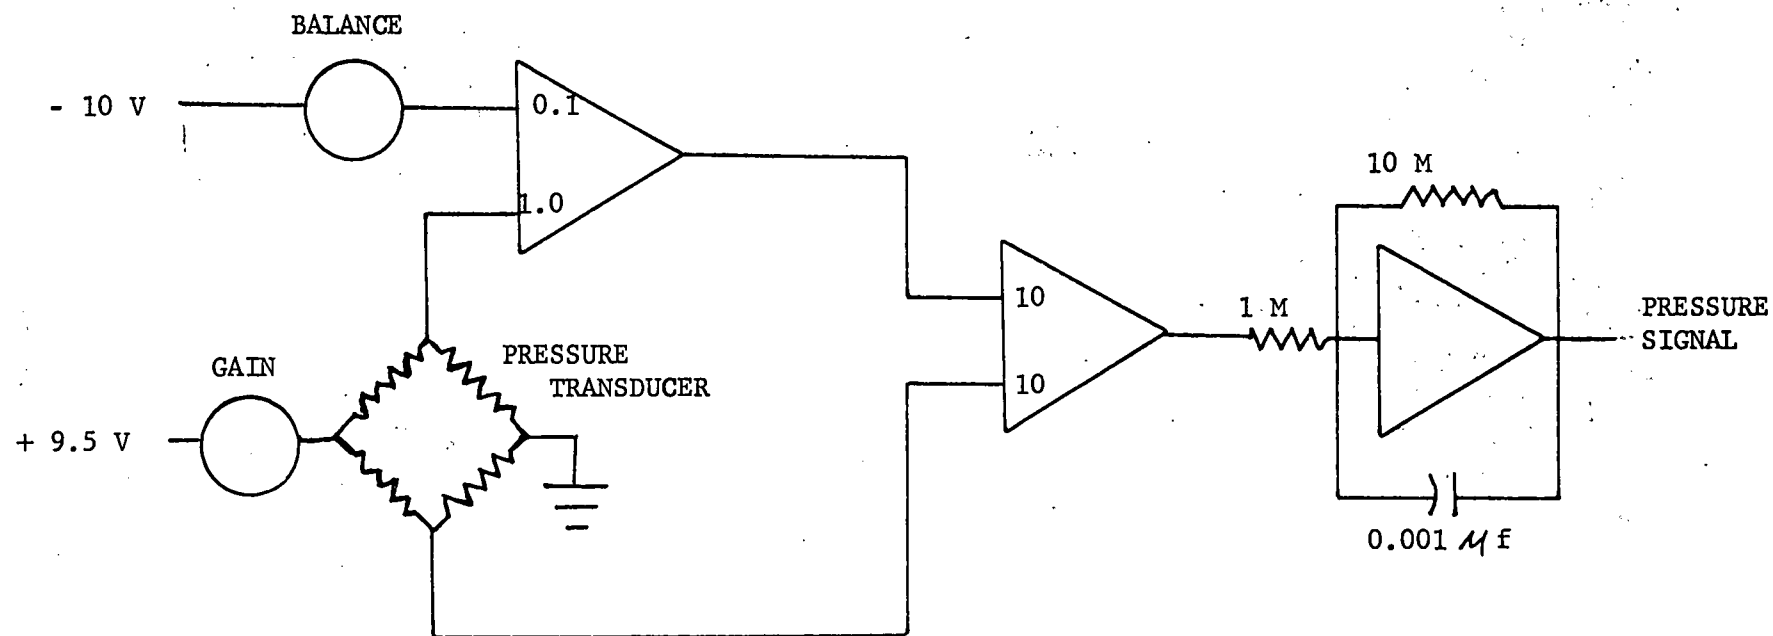 BALANCE
- 10 V
0.1
1.0
10 M
10
1 M
PRESSURE
SIGNAL
GAIN
PRESSURE
TRANSDUCER
10
+ 9.5 V
0.001 μf